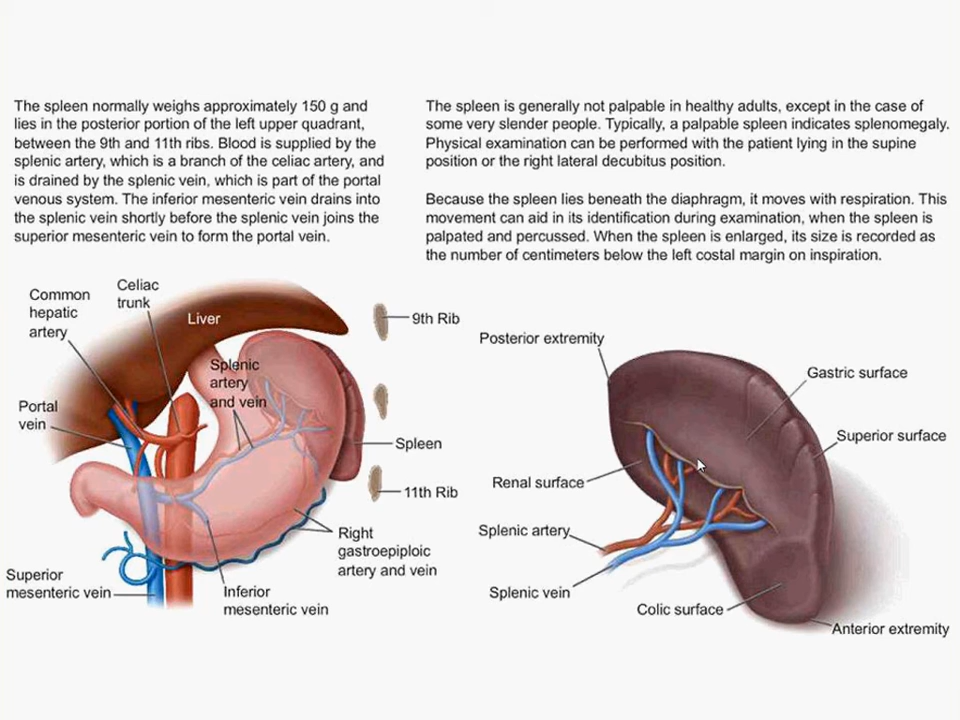 The spleen normally weighs approximately 150 g and
lies in the posterior portion of the left upper quadrant,
between the 9th and 11th ribs. Blood is supplied by the
splenic artery, which is a branch of the celiac artery, and
is drained by the splenic vein, which is part of the portal
venous system. The inferior mesenteric vein drains into
the splenic vein shortly before the splenic vein joins the
superior mesenteric vein to form the portal vein.
The spleen is generally not palpable in healthy adults, except in the case of
some very slender people. Typically, a palpable spleen indicates splenomegaly.
Physical examination can be performed with the patient lying in the supine
position or the right lateral decubitus position.
Because the spleen lies beneath the diaphragm, it moves with respiration. This
movement can aid in its identification during examination, when the spleen is
palpated and percussed. When the spleen is enlarged, its size is recorded as
the number of centimeters below the left costal margin on inspiration.
Common
hepatic
artery
Celiac
trunk
Liver
9th Rib
Splenic
artery
and vein
Portal
vein
Spleen
11th Rib
Right
gastroepiploic
artery and vein
Superior
mesenteric vein
Inferior
mesenteric vein
Posterior extremity
Gastric surface
Superior surface
Renal surface
Splenic artery
Splenic vein
Colic surface
Anterior extremity